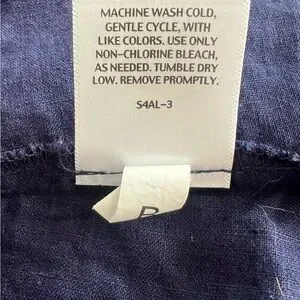 MACHINE WASH COLD,
GENTLE CYCLE, WITH
LIKE COLORS. USE ONLY
NON-CHLORINE BLEACH,
AS NEEDED. TUMBLE DRY
LOW. REMOVE PROMPTLY.
S4AL-3